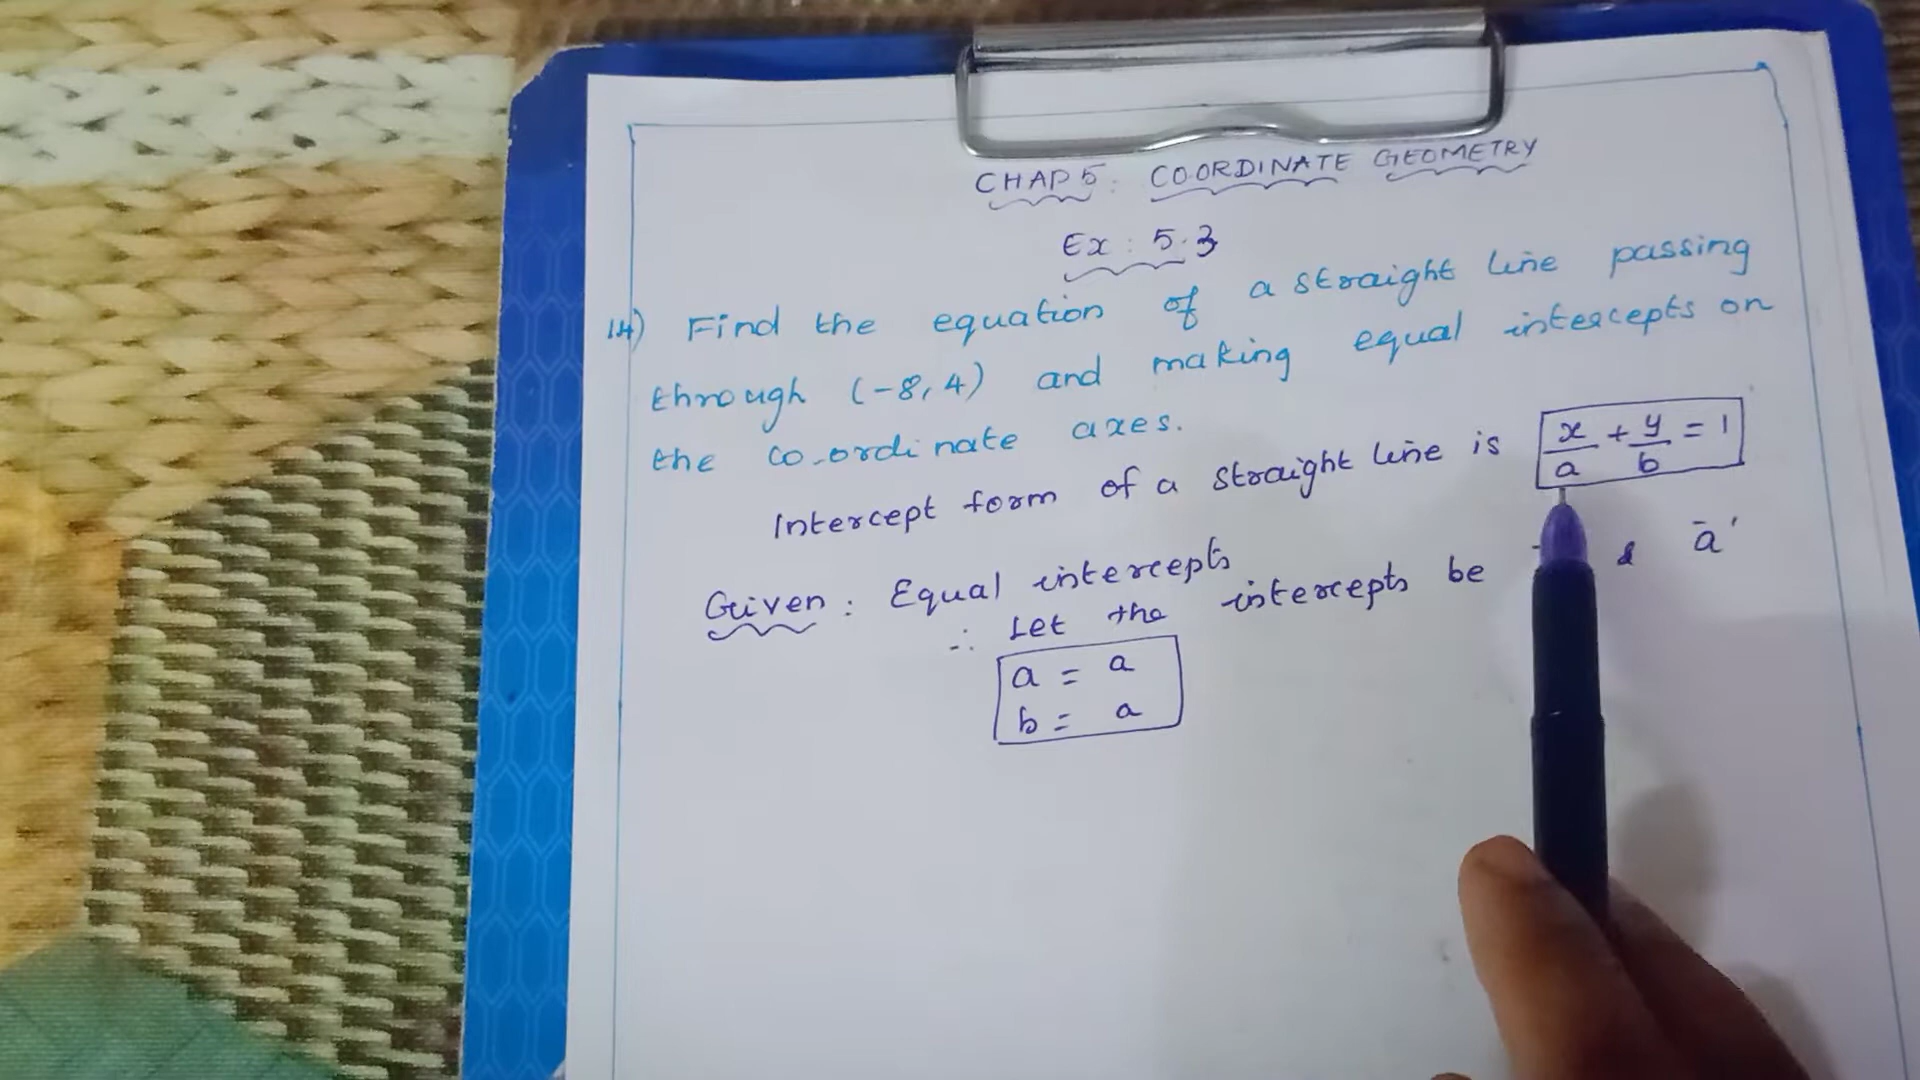 CHAP 5: COORDINATE GEOMETRY
Ex : 5.3
14) Find the equation of a straight line passing
through (-8, 4) and making equal intercepts on
the co-ordinate axes.
Intercept form of a straight line is x/a + y/b = 1
Given : Equal intercepts
∴ Let the intercepts be & 'a'
a = a
b = a